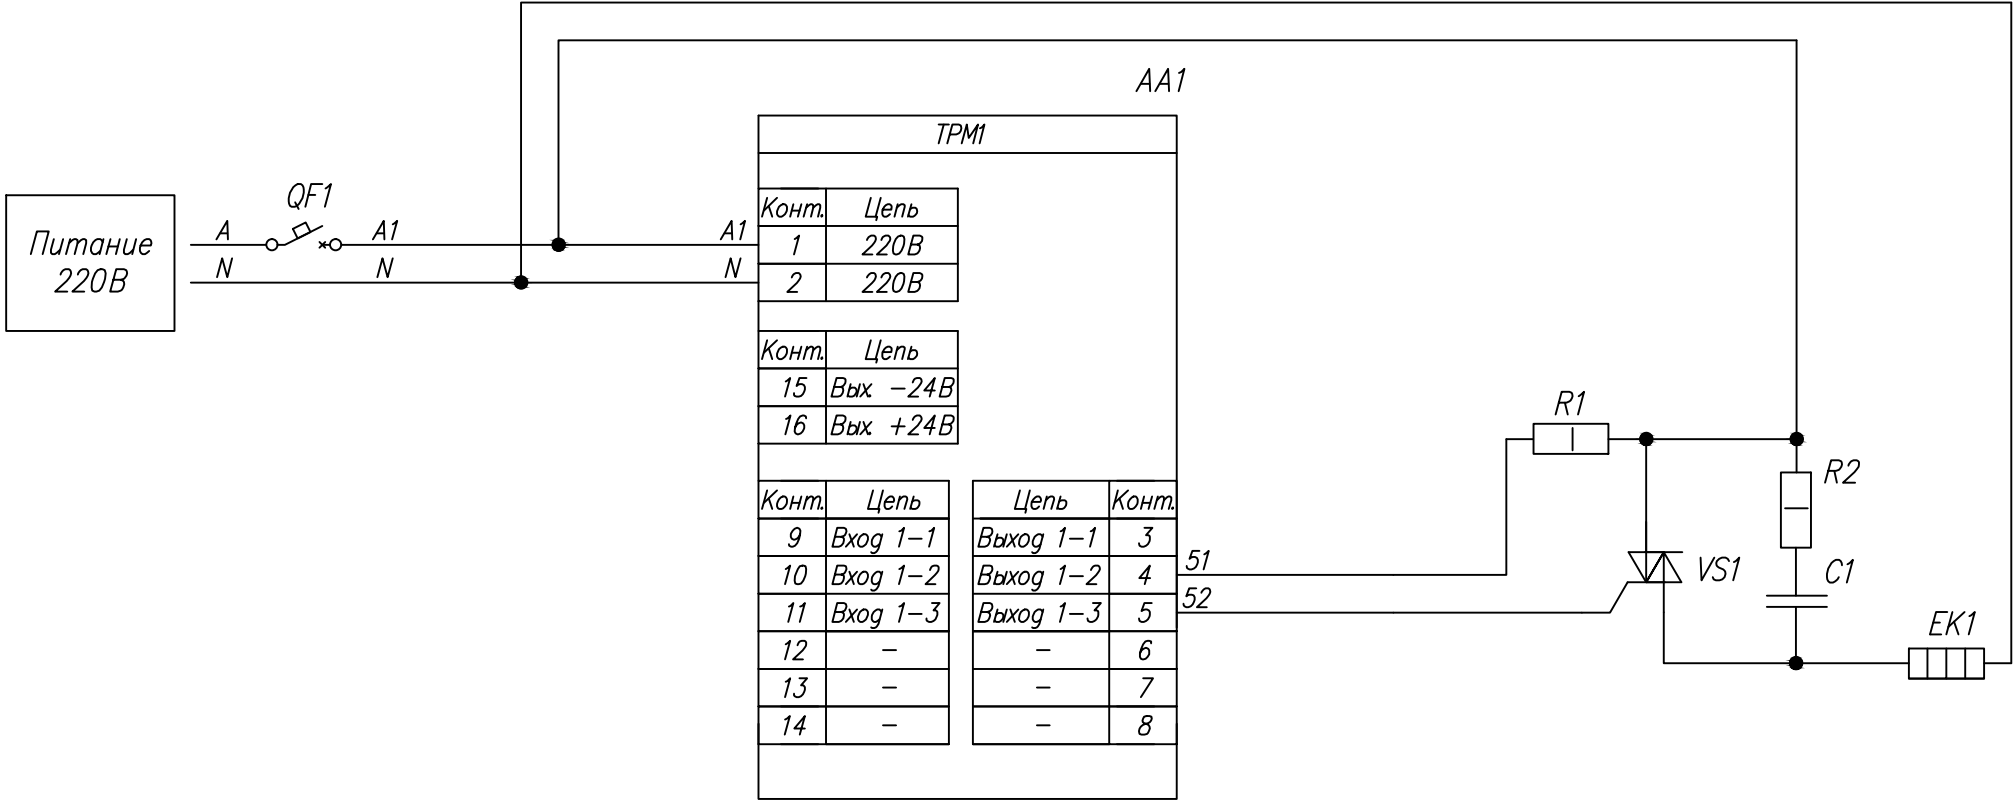 AA1
ТРМ1
Питание
220В
QF1
A
A1
A1
N
N
N
Конт. Цепь
1 220В
2 220В
Конт. Цепь
15 Вых. -24В
16 Вых. +24В
Конт. Цепь Цепь Конт.
9 Вход 1-1 Выход 1-1 3
10 Вход 1-2 Выход 1-2 4
11 Вход 1-3 Выход 1-3 5
12 - - 6
13 - - 7
14 - - 8
51
52
R1
R2
VS1
C1
EK1